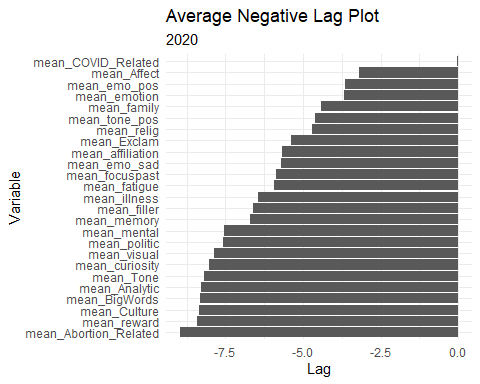 Average Negative Lag Plot
2020
mean_COVID_Related
mean_Affect
mean_emo_pos
mean_emotion
mean_family
mean_tone_pos
mean_relig
mean_Exclam
mean_affiliation
mean_emo_sad
mean_focuspast
mean_fatigue
mean_illness
mean_filler
mean_memory
mean_mental
mean_politic
mean_visual
mean_curiosity
mean_Tone
mean_Analytic
mean_BigWords
mean_Culture
mean_reward
mean_Abortion_Related
Variable
-7.5 -5.0 -2.5 0.0
Lag